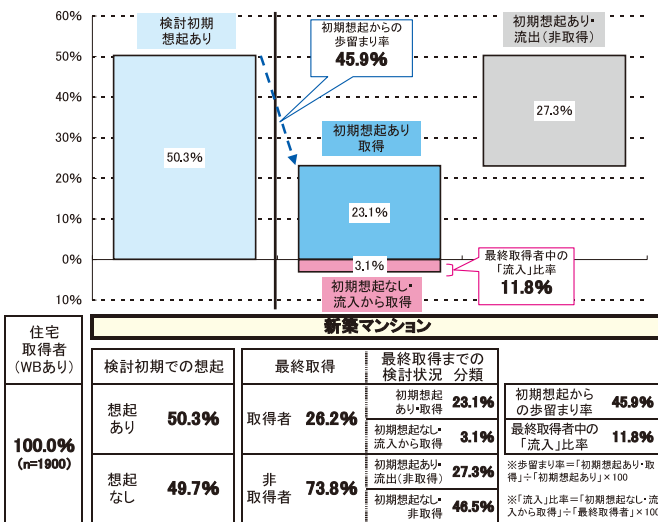 60%
50%
40%
30%
20%
10%
0%
10%
検討初期
想起あり
50.3%
初期想起からの
歩留まり率
45.9%
初期想起あり
取得
23.1%
3.1%
初期想起なし・
流入から取得
初期想起あり・
流出(非取得)
27.3%
最終取得者中の
「流入」比率
11.8%
住宅
取得者
(WBあり)
100.0%
(n=1900)
新築マンション
検討初期での想起
想起
あり
50.3%
想起
なし
49.7%
最終取得
取得者 26.2%
非
取得者
73.8%
最終取得までの
検討状況 分類
初期想起
あり・取得
23.1%
初期想起なし・
流入から取得
3.1%
初期想起あり・
流出(非取得)
27.3%
初期想起なし・
非取得
46.5%
初期想起から
の歩留まり率
45.9%
最終取得者中の
「流入」比率
11.8%
※歩留まり率=「初期想起あり・取
得」÷「初期想起あり」×100
※「流入」比率=「初期想起なし・流
入から取得」÷「最終取得者」×100